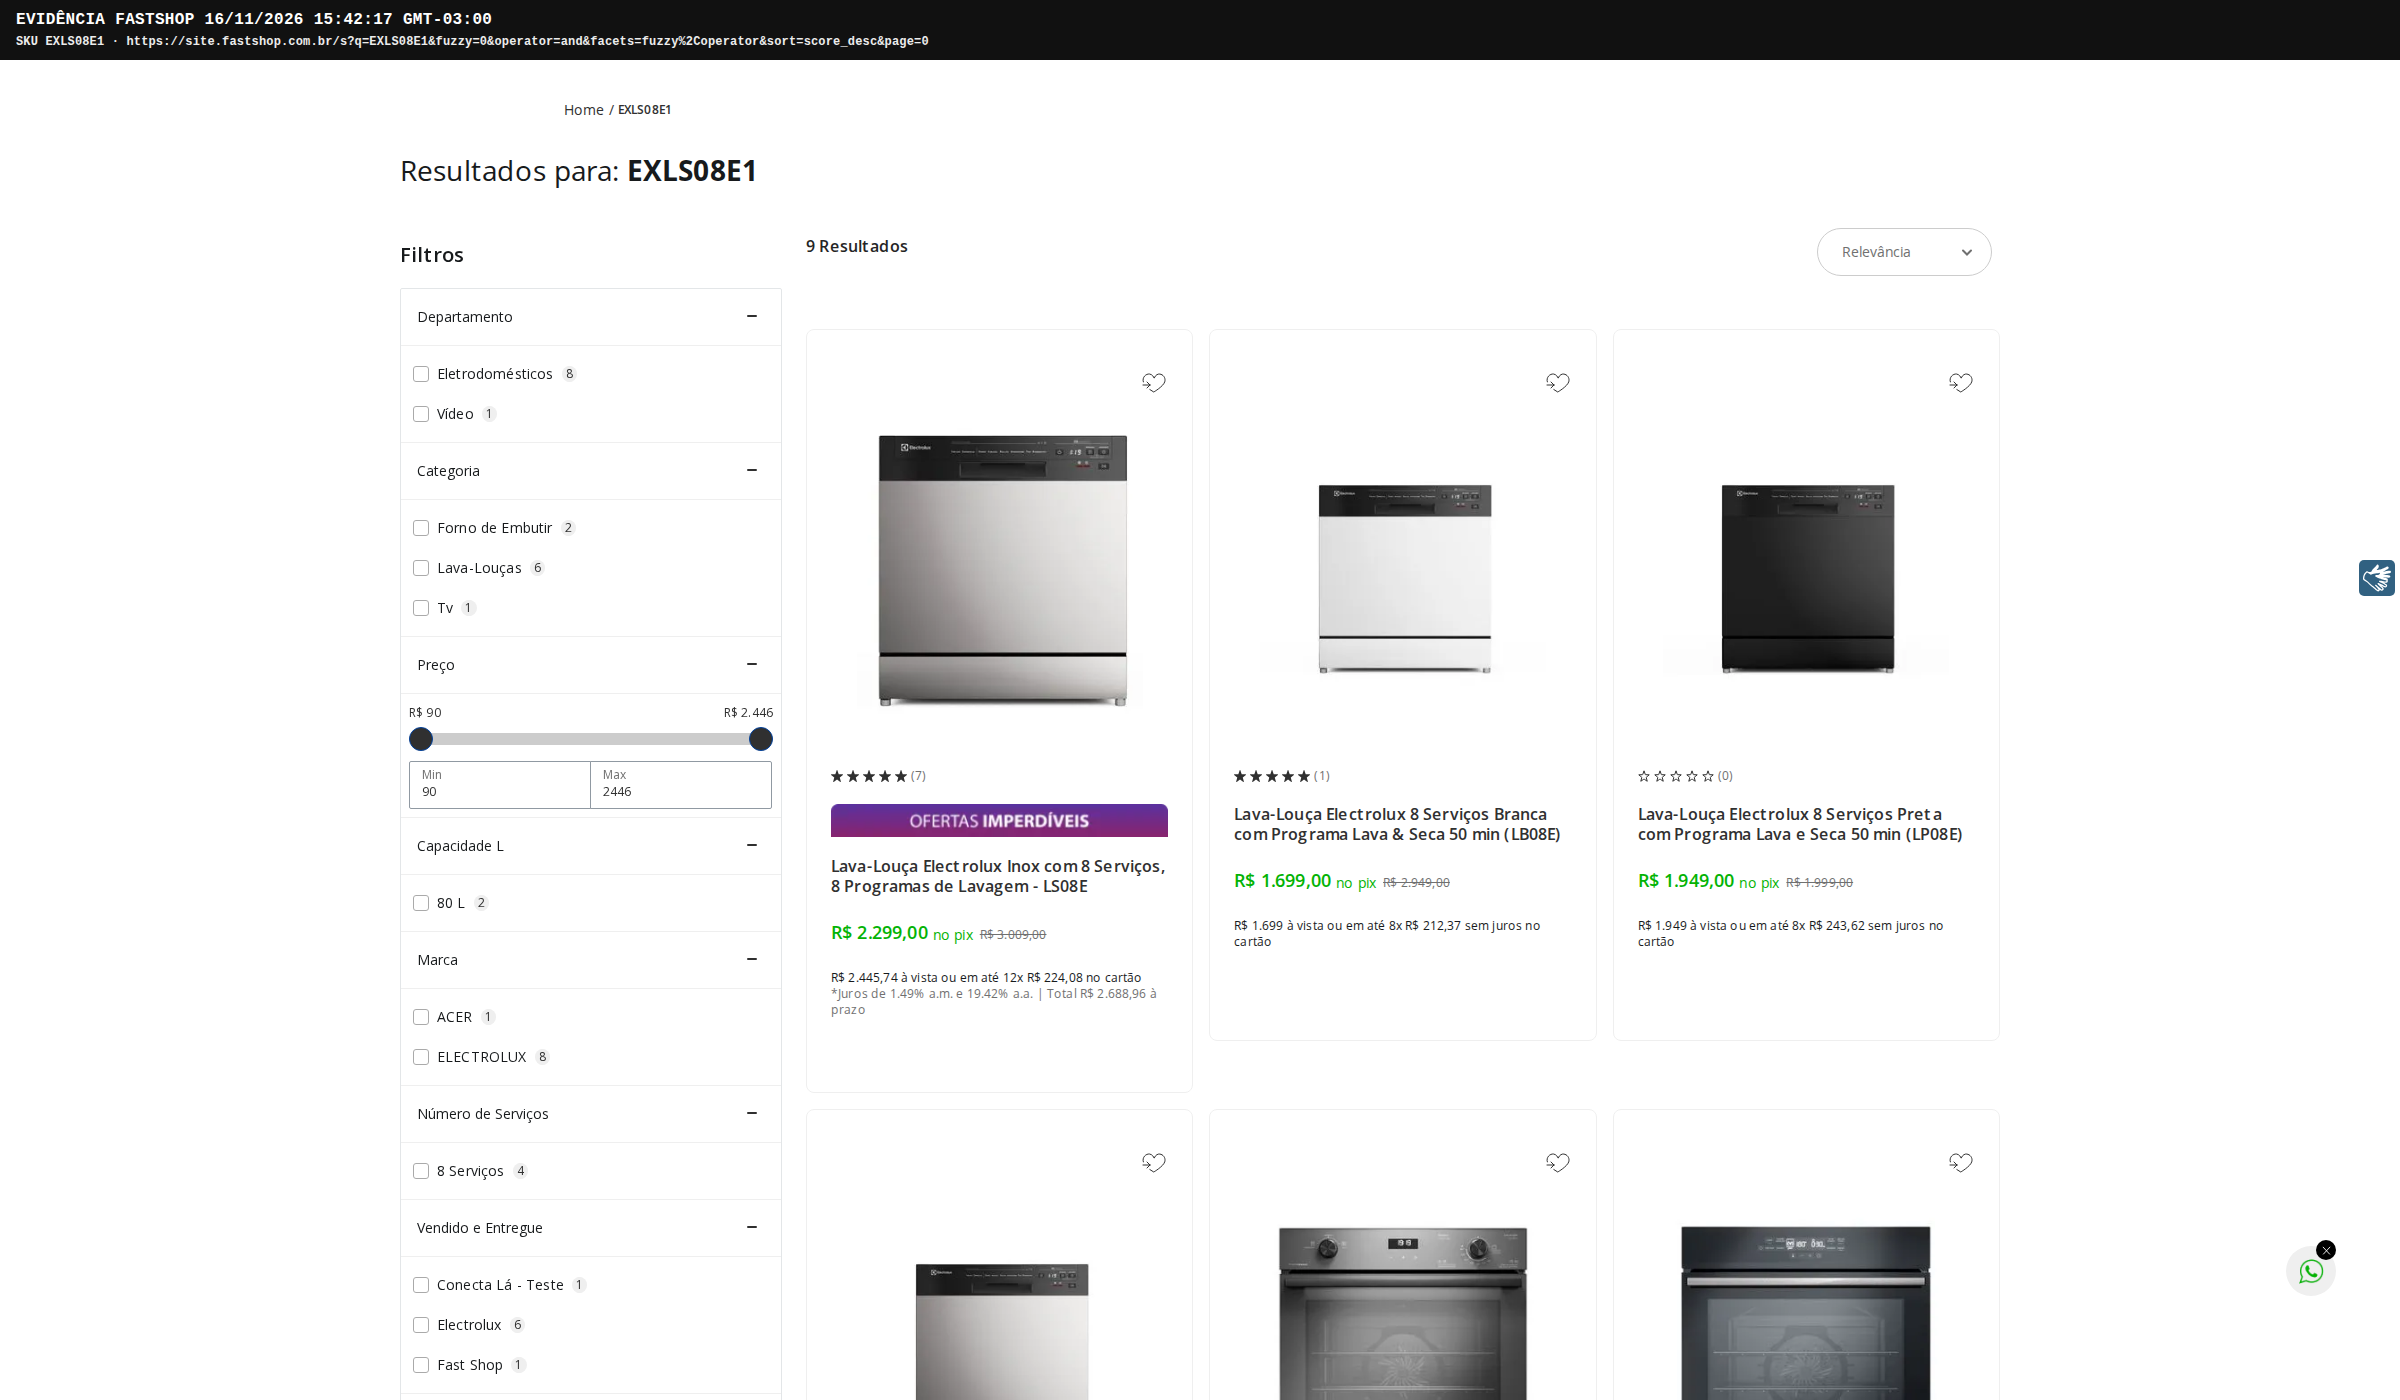 EVIDÊNCIA FASTSHOP 16/11/2026 15:42:17 GMT-03:00
SKU EXLS08E1 · https://site.fastshop.com.br/s?q=EXLS08E1&fuzzy=0&operator=and&facets=fuzzy%2Coperator&sort=score_desc&page=0
Home / EXLS08E1
Resultados para: EXLS08E1
Filtros
9 Resultados
Relevância
Departamento
Eletrodomésticos 8
Vídeo 1
Categoria
Forno de Embutir 2
Lava-Louças 6
Tv 1
Preço
R$ 90
R$ 2.446
Min
90
Max
2446
Capacidade L
80 L 2
Marca
ACER 1
ELECTROLUX 8
Número de Serviços
8 Serviços 4
Vendido e Entregue
Conecta Lá - Teste 1
Electrolux 6
Fast Shop 1
Electrolux
(7)
OFERTAS IMPERDÍVEIS
Lava-Louça Electrolux Inox com 8 Serviços,
8 Programas de Lavagem - LS08E
R$ 2.299,00 no pix R$ 3.009,00
R$ 2.445,74 à vista ou em até 12x R$ 224,08 no cartão
*Juros de 1.49% a.m. e 19.42% a.a. | Total R$ 2.688,96 à
prazo
Electrolux
(1)
Lava-Louça Electrolux 8 Serviços Branca
com Programa Lava & Seca 50 min (LB08E)
R$ 1.699,00 no pix R$ 2.949,00
R$ 1.699 à vista ou em até 8x R$ 212,37 sem juros no
cartão
Electrolux
(0)
Lava-Louça Electrolux 8 Serviços Preta
com Programa Lava e Seca 50 min (LP08E)
R$ 1.949,00 no pix R$ 1.999,00
R$ 1.949 à vista ou em até 8x R$ 243,62 sem juros no
cartão
Electrolux